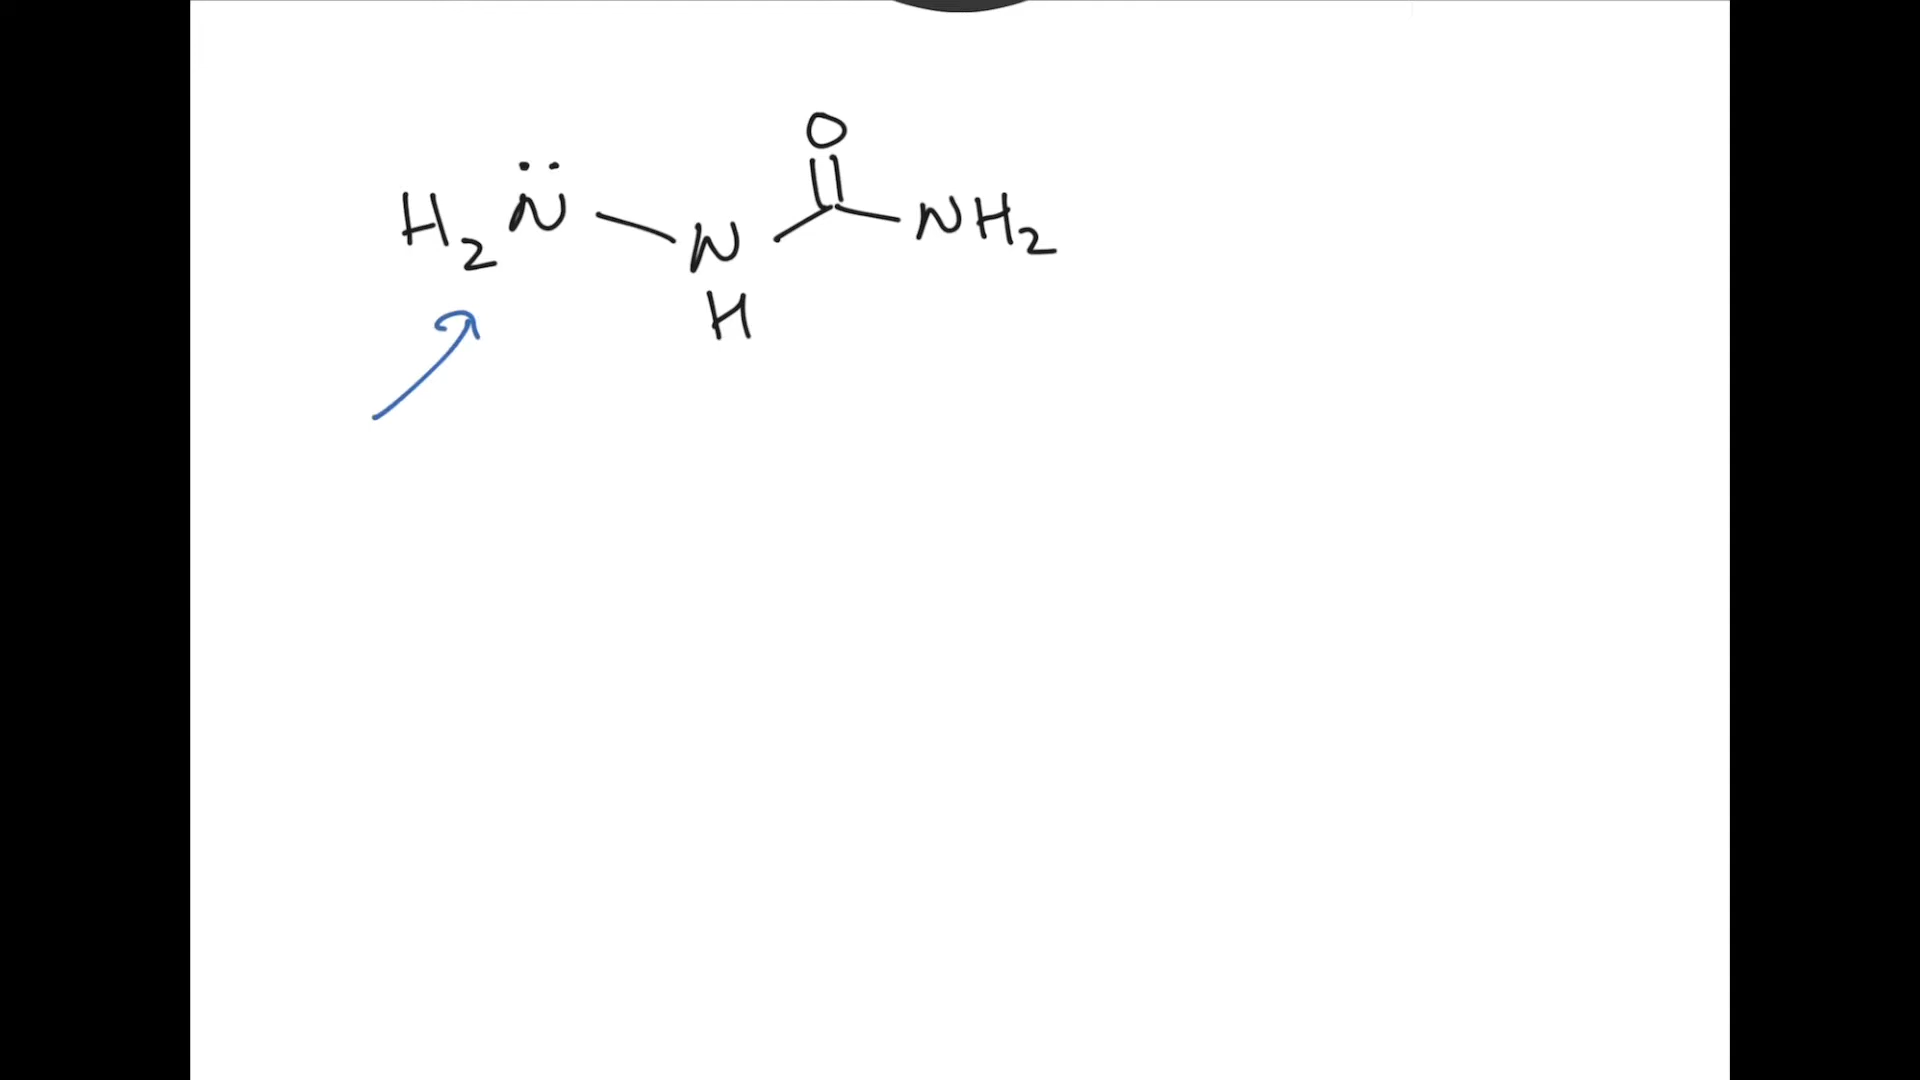 O
H₂N̈ — N — NH₂
H